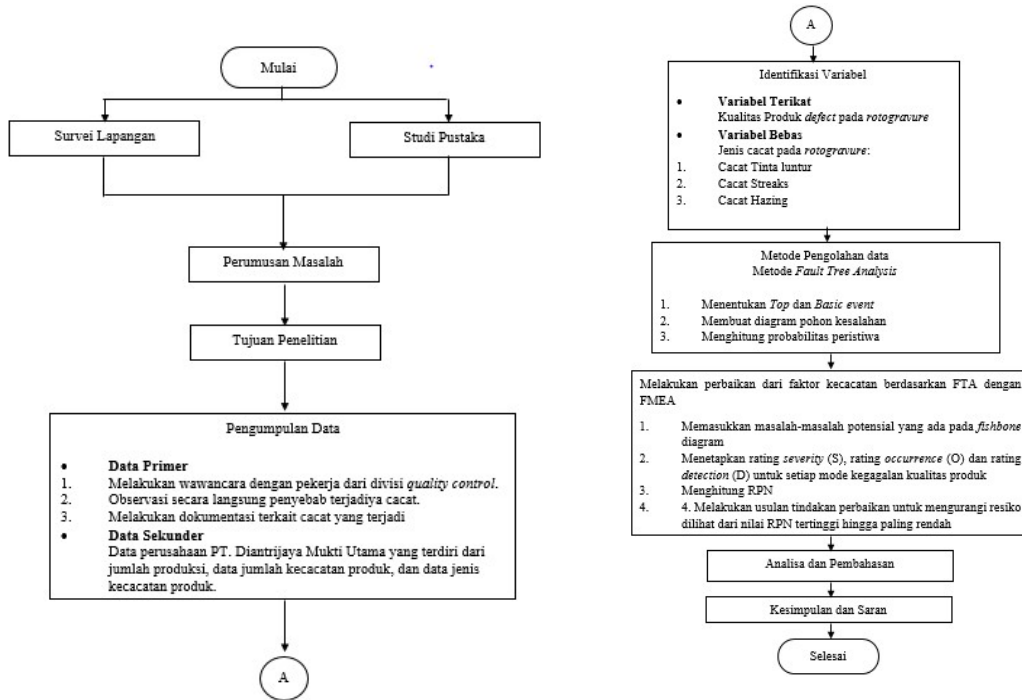 Mulai
Survei Lapangan
Studi Pustaka
Perumusan Masalah
Tujuan Penelitian
Pengumpulan Data
• Data Primer
1. Melakukan wawancara dengan pekerja dari divisi quality control.
2. Observasi secara langsung penyebab terjadiya cacat.
3. Melakukan dokumentasi terkait cacat yang terjadi
• Data Sekunder
Data perusahaan PT. Diantrijaya Mukti Utama yang terdiri dari
jumlah produksi, data jumlah kecacatan produk, dan data jenis
kecacatan produk.
A
A
Identifikasi Variabel
• Variabel Terikat
Kualitas Produk defect pada rotogravure
• Variabel Bebas
Jenis cacat pada rotogravure:
1. Cacat Tinta luntur
2. Cacat Streaks
3. Cacat Hazing
Metode Pengolahan data
Metode Fault Tree Analysis
1. Menentukan Top dan Basic event
2. Membuat diagram pohon kesalahan
3. Menghitung probabilitas peristiwa
Melakukan perbaikan dari faktor kecacatan berdasarkan FTA dengan
FMEA
1. Memasukkan masalah-masalah potensial yang ada pada fishbone
diagram
2. Menetapkan rating severity (S), rating occurrence (O) dan rating
detection (D) untuk setiap mode kegagalan kualitas produk
3. Menghitung RPN
4. 4. Melakukan usulan tindakan perbaikan untuk mengurangi resiko
dilihat dari nilai RPN tertinggi hingga paling rendah
Analisa dan Pembahasan
Kesimpulan dan Saran
Selesai